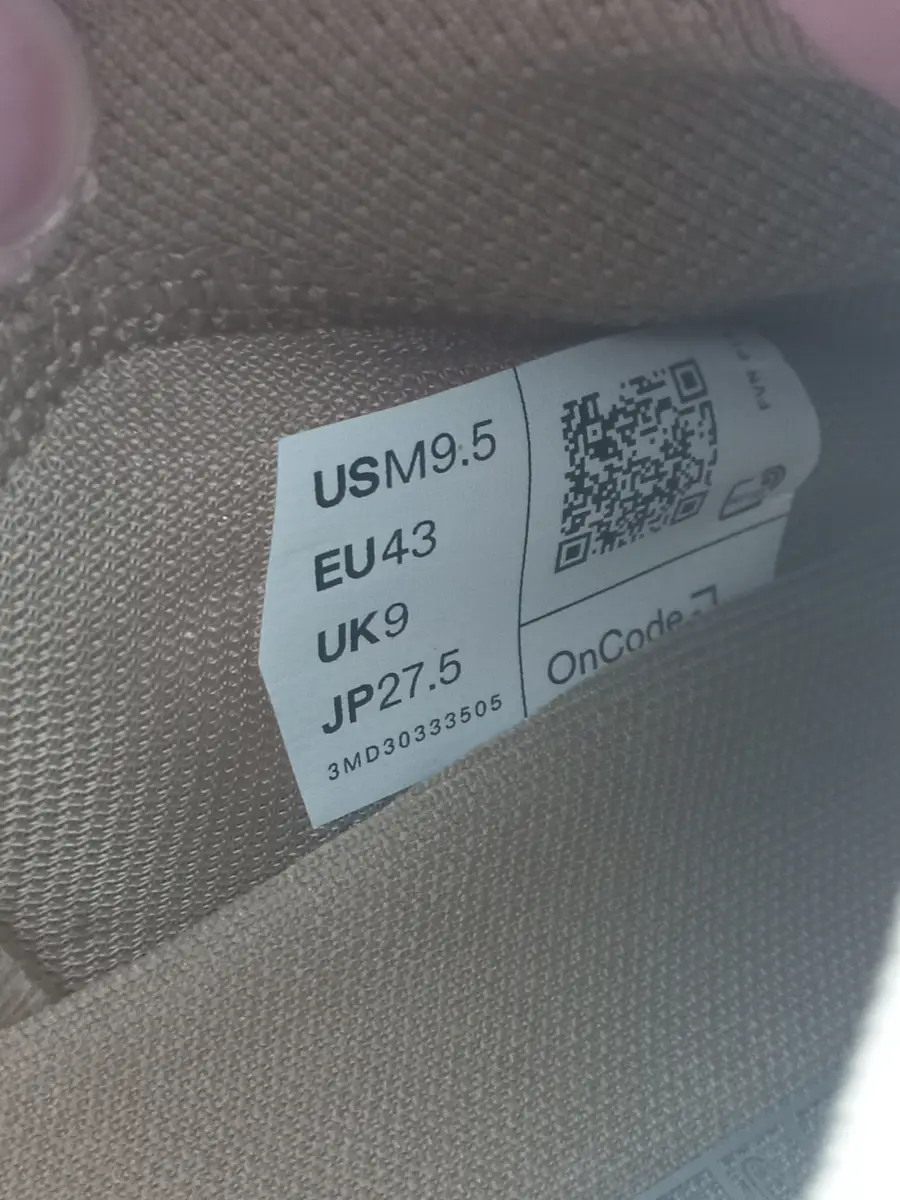 USM9.5
EU43
UK9
JP27.5
3MD30333505
OnCode